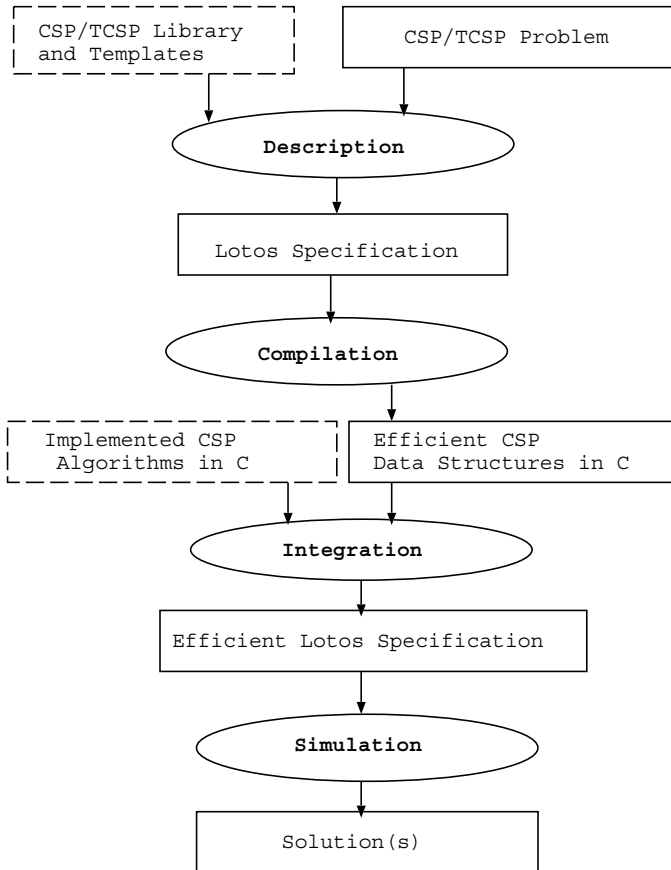 CSP/TCSP Library
and Templates
CSP/TCSP Problem
Description
Lotos Specification
Compilation
Implemented CSP
Algorithms in C
Efficient CSP
Data Structures in C
Integration
Efficient Lotos Specification
Simulation
Solution(s)